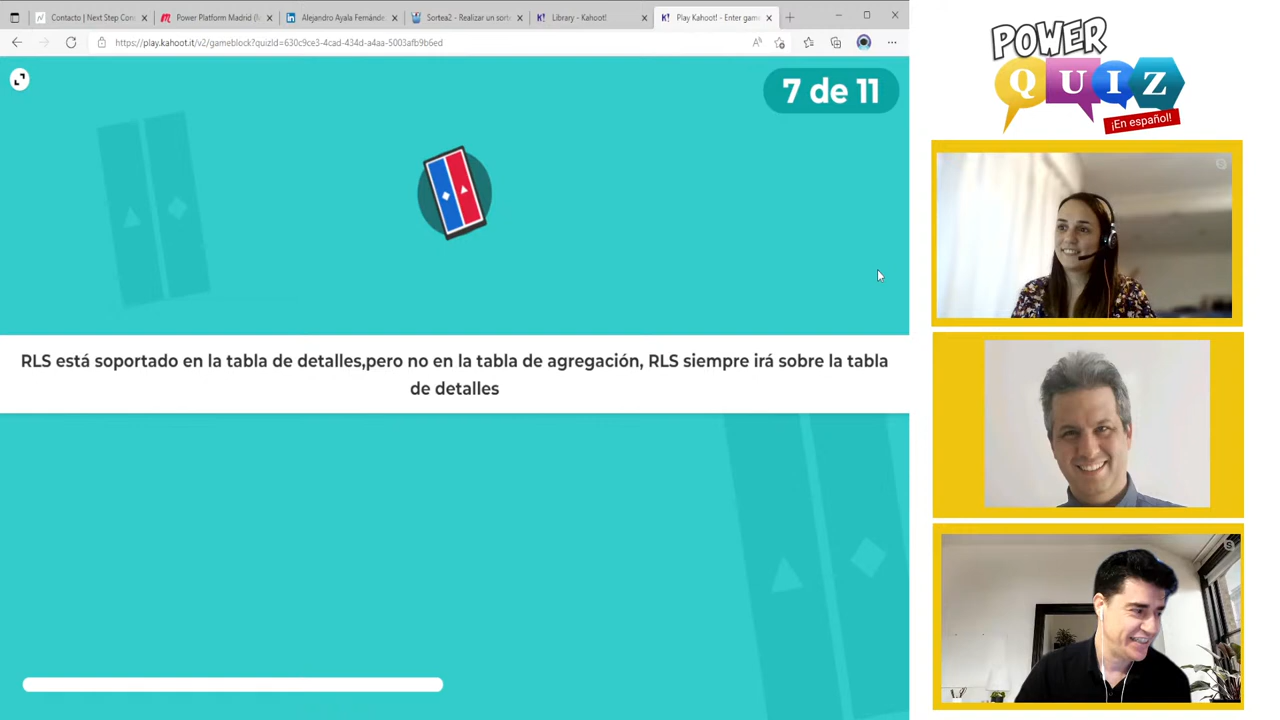 Contacto | Next Step Con
Power Platform Madrid (M
Alejandro Ayala Fernánde
Sortea2 - Realizar un sorte
Library - Kahoot!
Play Kahoot! - Enter game
https://play.kahoot.it/v2/gameblock?quizId=630c9ce3-4cad-434d-a4aa-5003afb9b6ed
7 de 11
RLS está soportado en la tabla de detalles,pero no en la tabla de agregación, RLS siempre irá sobre la tabla
de detalles
POWER
QUIZ
¡En español!